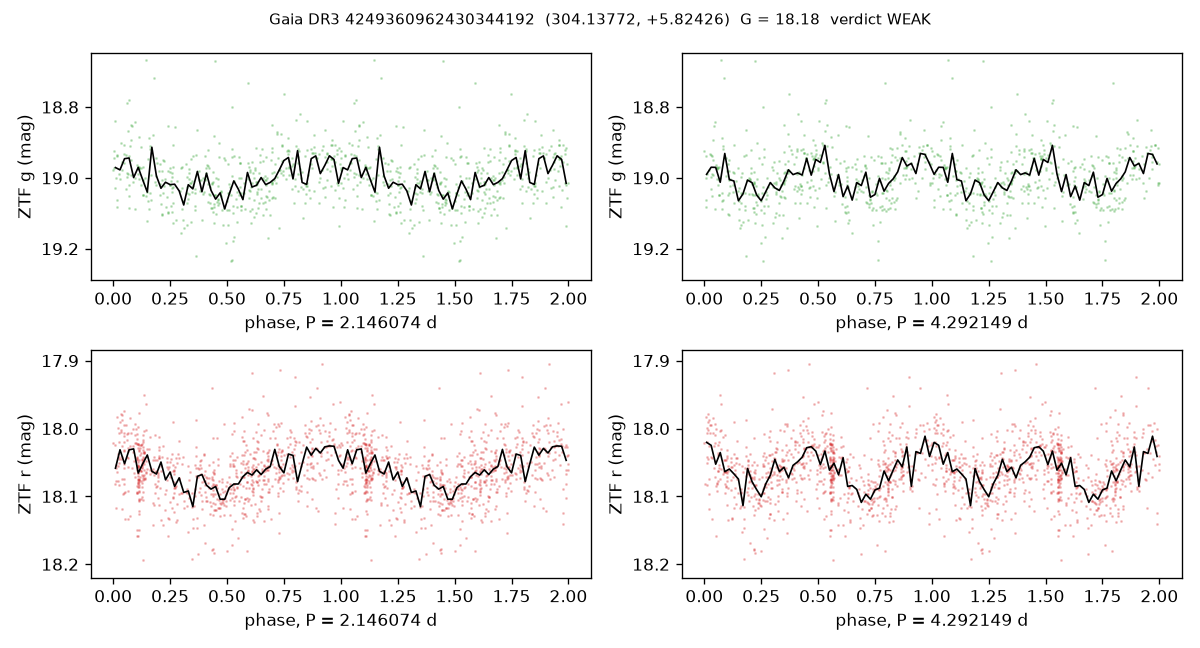 Gaia DR3 4249360962430344192 (304.13772, +5.82426) G = 18.18 verdict WEAK
ZTF g (mag)
18.8
19.0
19.2
0.00 0.25 0.50 0.75 1.00 1.25 1.50 1.75 2.00
phase, P = 2.146074 d
ZTF g (mag)
18.8
19.0
19.2
0.00 0.25 0.50 0.75 1.00 1.25 1.50 1.75 2.00
phase, P = 4.292149 d
ZTF r (mag)
17.9
18.0
18.1
18.2
0.00 0.25 0.50 0.75 1.00 1.25 1.50 1.75 2.00
phase, P = 2.146074 d
ZTF r (mag)
17.9
18.0
18.1
18.2
0.00 0.25 0.50 0.75 1.00 1.25 1.50 1.75 2.00
phase, P = 4.292149 d